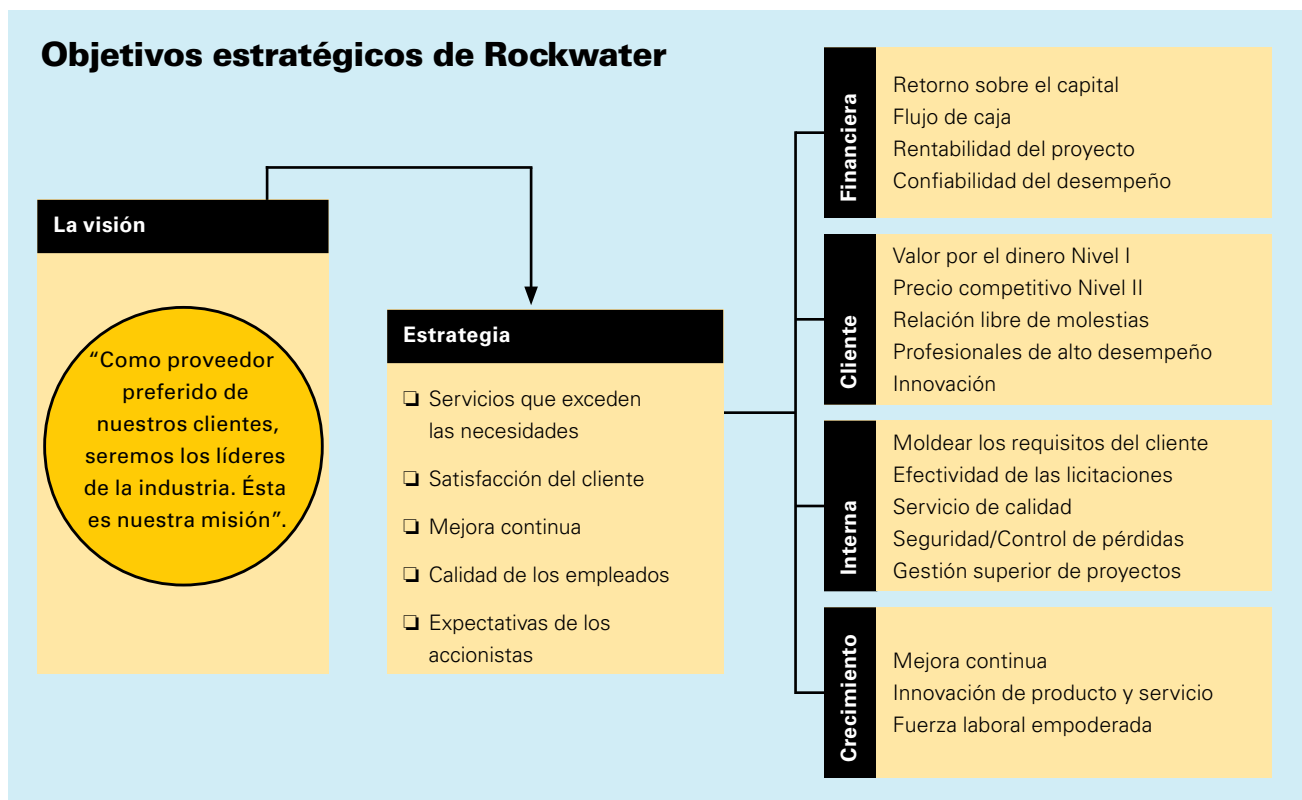 Objetivos estratégicos de Rockwater
La visión
“Como proveedor
preferido de
nuestros clientes,
seremos los líderes
de la industria. Ésta
es nuestra misión”.
Estrategia
❏ Servicios que exceden
las necesidades
❏ Satisfacción del cliente
❏ Mejora continua
❏ Calidad de los empleados
❏ Expectativas de los
accionistas
Financiera
Retorno sobre el capital
Flujo de caja
Rentabilidad del proyecto
Confiabilidad del desempeño
Cliente
Valor por el dinero Nivel I
Precio competitivo Nivel II
Relación libre de molestias
Profesionales de alto desempeño
Innovación
Interna
Moldear los requisitos del cliente
Efectividad de las licitaciones
Servicio de calidad
Seguridad/Control de pérdidas
Gestión superior de proyectos
Crecimiento
Mejora continua
Innovación de producto y servicio
Fuerza laboral empoderada